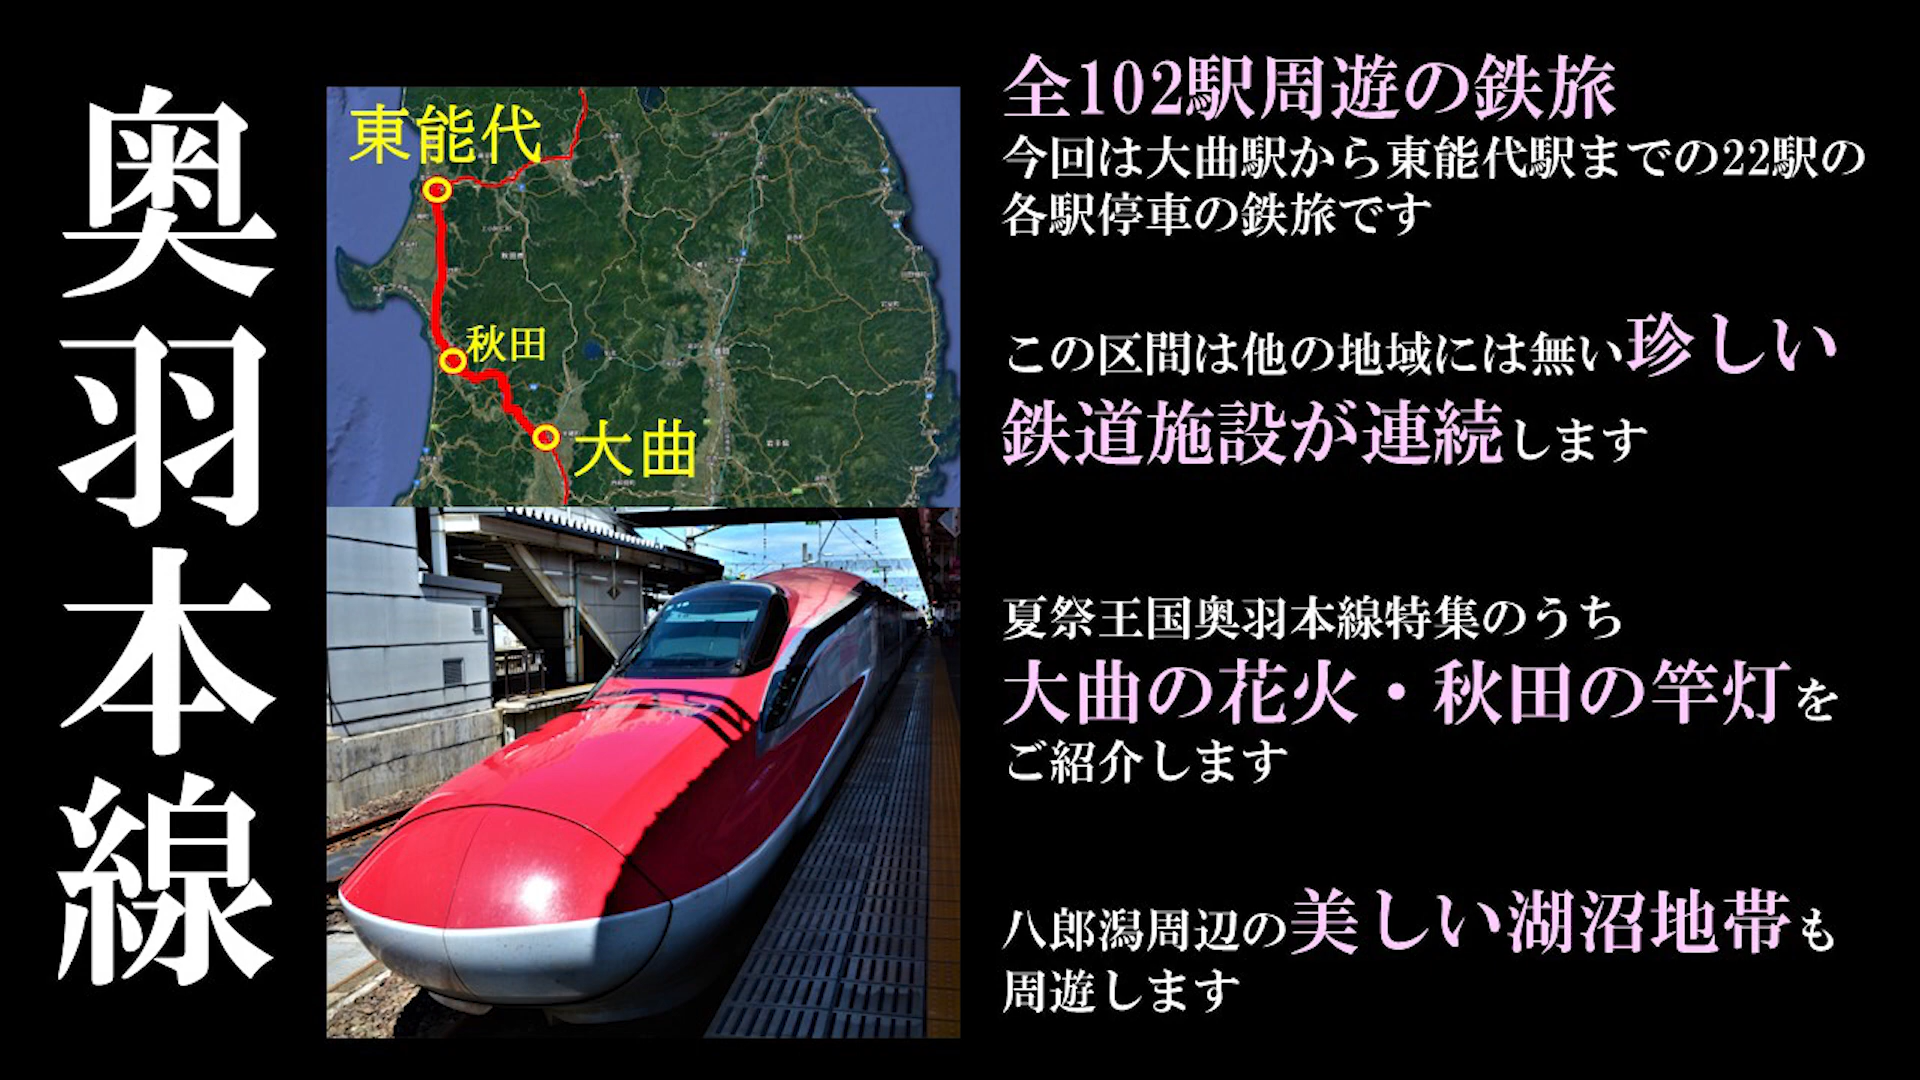 奥羽本線
東能代
秋田
大曲
全102駅周遊の鉄旅
今回は大曲駅から東能代駅までの22駅の
各駅停車の鉄旅です
この区間は他の地域には無い珍しい
鉄道施設が連続します
夏祭王国奥羽本線特集のうち
大曲の花火・秋田の竿灯を
ご紹介します
八郎潟周辺の美しい湖沼地帯も
周遊します